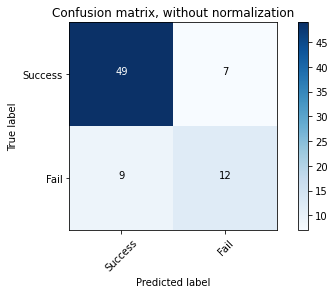 Confusion matrix, without normalization
True label
Success
Fail
49
7
9
12
Success
Fail
Predicted label
45
40
35
30
25
20
15
10